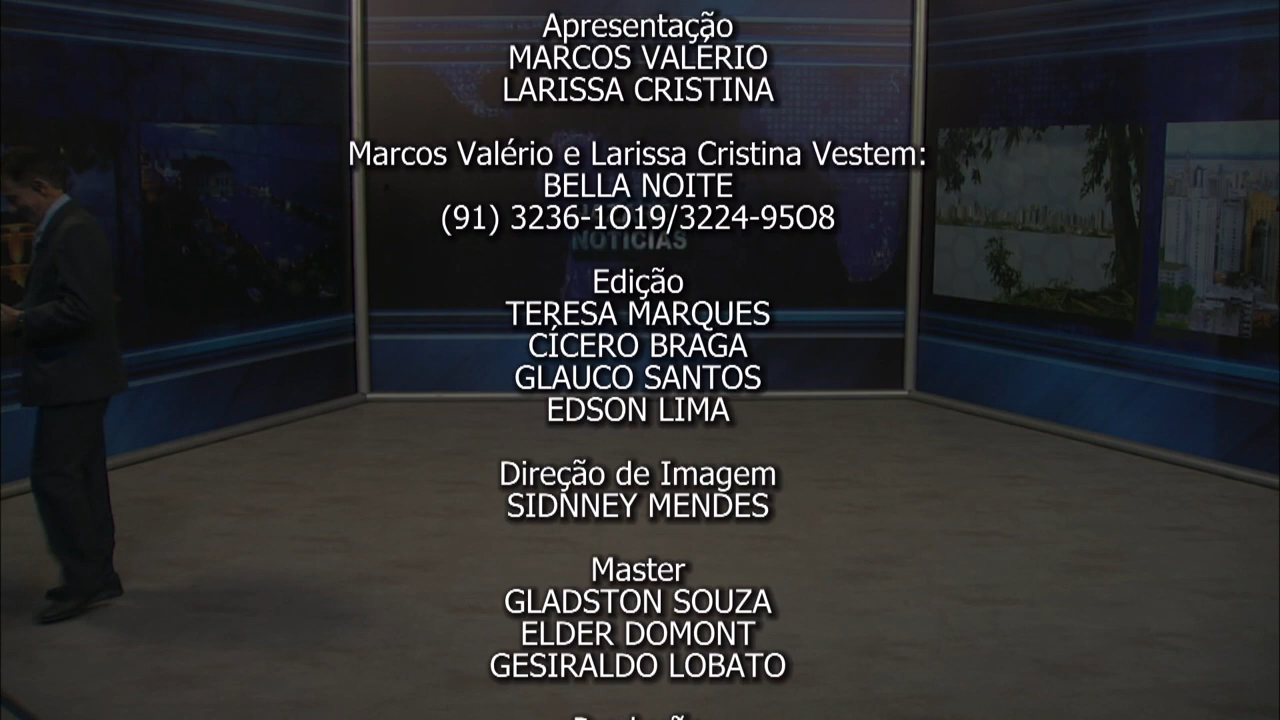 Apresentação
MARCOS VALÉRIO
LARISSA CRISTINA
Marcos Valério e Larissa Cristina Vestem:
BELLA NOITE
(91) 3236-1O19/3224-95O8
NOTÍCIAS
Edição
TERESA MARQUES
CÍCERO BRAGA
GLAUCO SANTOS
EDSON LIMA
Direção de Imagem
SIDNNEY MENDES
Master
GLADSTON SOUZA
ELDER DOMONT
GESIRALDO LOBATO